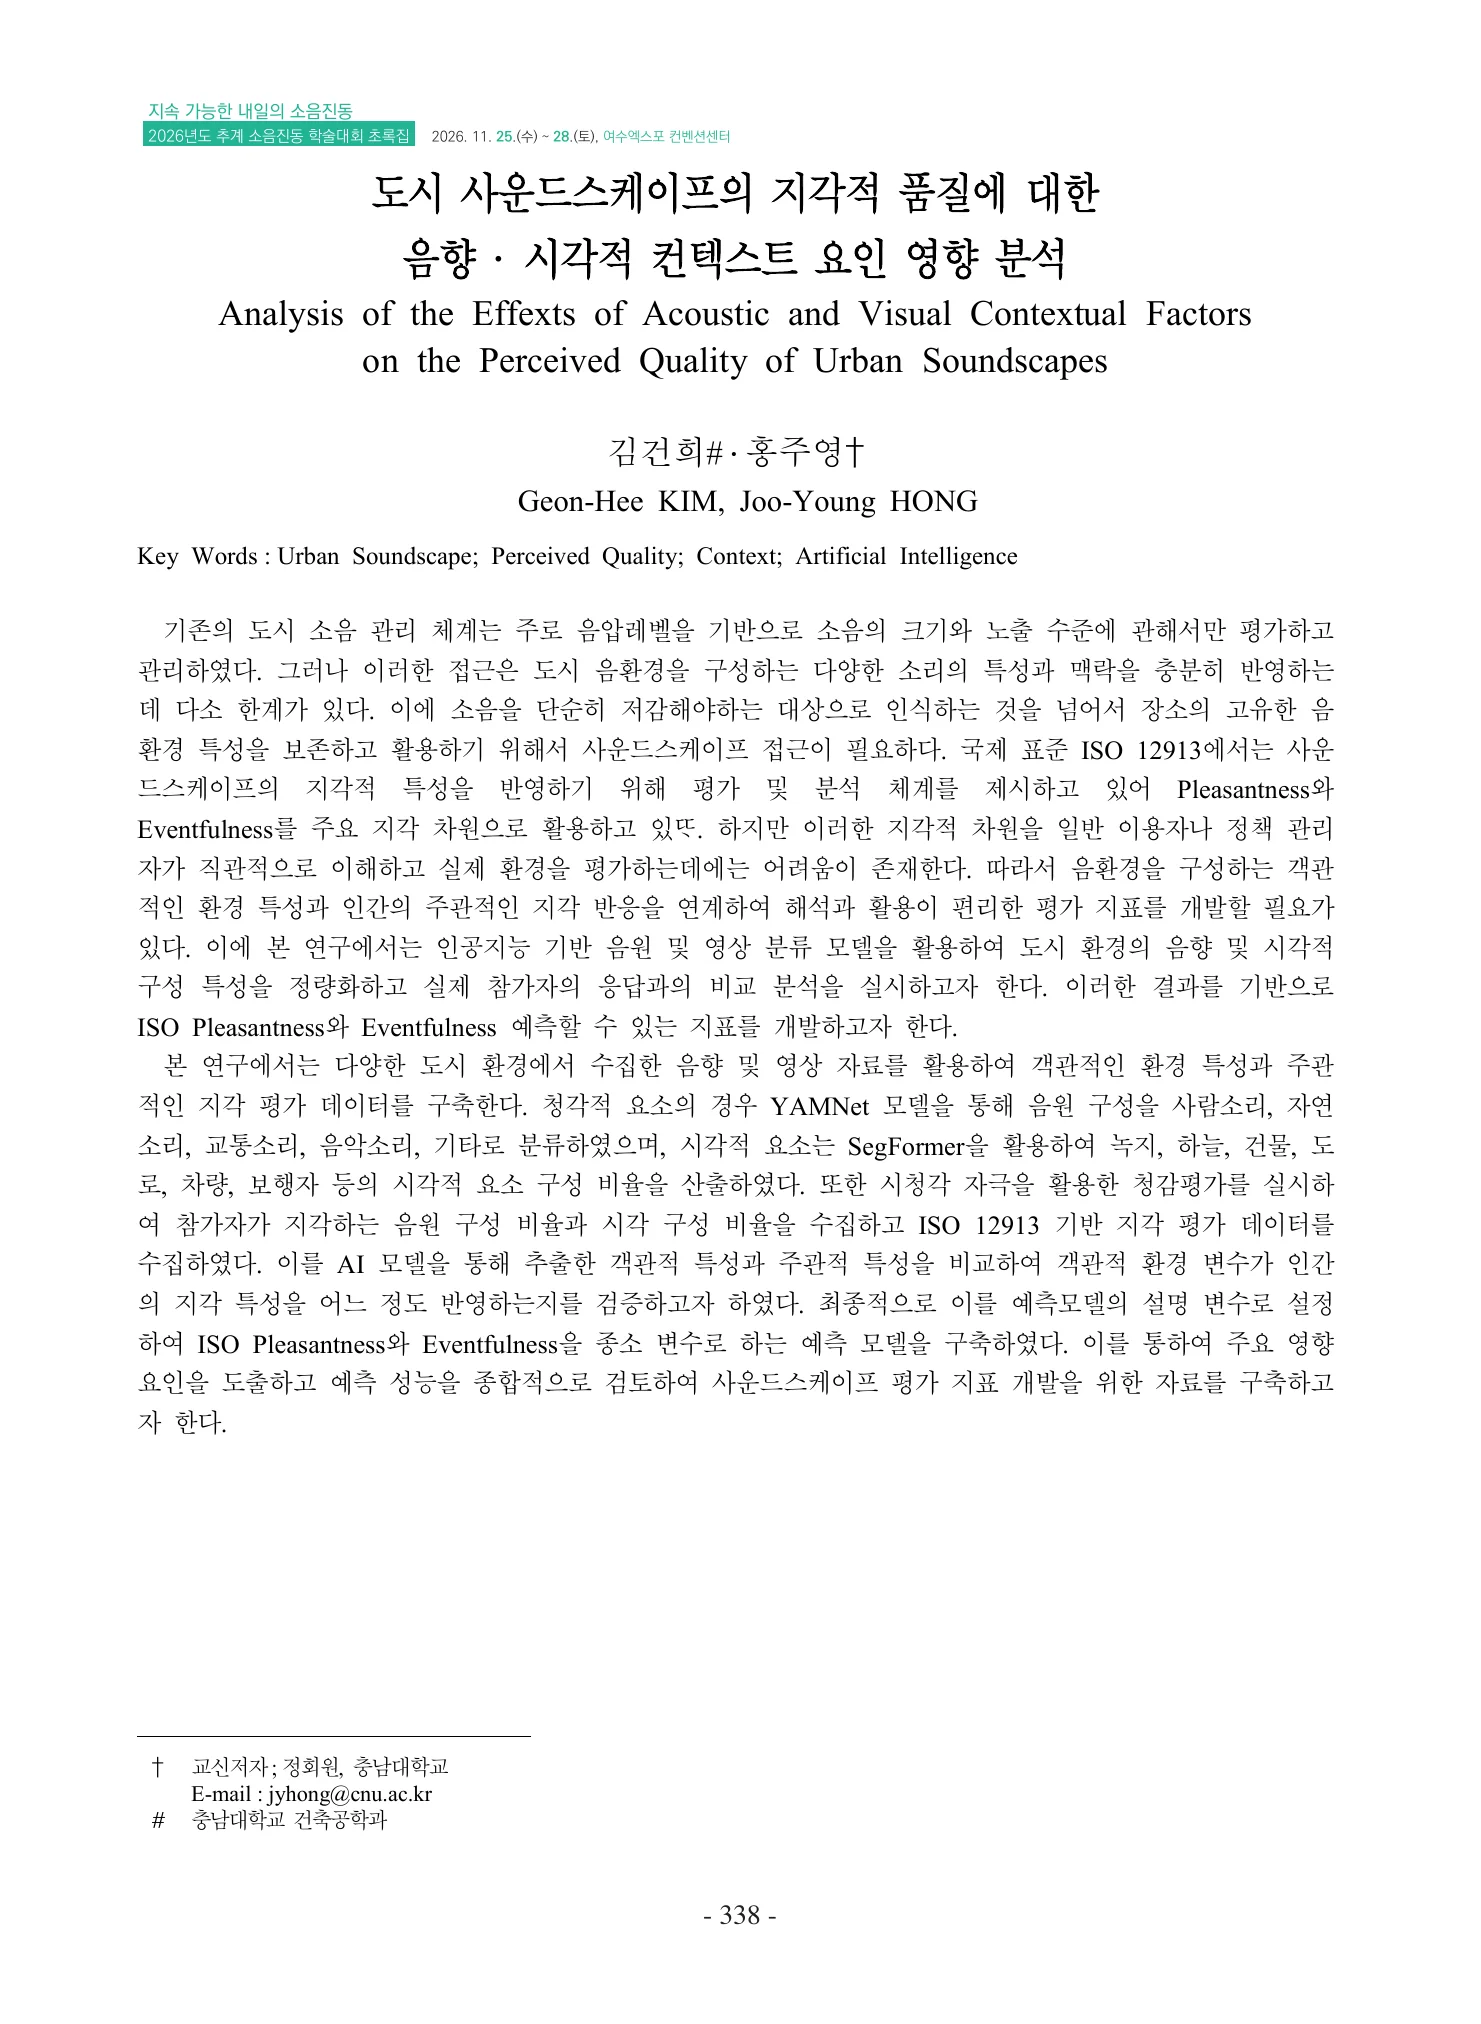 지속 가능한 내일의 소음진동
2026년도 추계 소음진동 학술대회 초록집 2026. 11. 25.(수) ~ 28.(토), 여수엑스포 컨벤션센터
도시 사운드스케이프의 지각적 품질에 대한
음향 · 시각적 컨텍스트 요인 영향 분석
Analysis of the Effexts of Acoustic and Visual Contextual Factors
on the Perceived Quality of Urban Soundscapes
김건희# · 홍주영†
Geon-Hee KIM, Joo-Young HONG
Key Words : Urban Soundscape; Perceived Quality; Context; Artificial Intelligence
기존의 도시 소음 관리 체계는 주로 음압레벨을 기반으로 소음의 크기와 노출 수준에 관해서만 평가하고
관리하였다. 그러나 이러한 접근은 도시 음환경을 구성하는 다양한 소리의 특성과 맥락을 충분히 반영하는
데 다소 한계가 있다. 이에 소음을 단순히 저감해야하는 대상으로 인식하는 것을 넘어서 장소의 고유한 음
환경 특성을 보존하고 활용하기 위해서 사운드스케이프 접근이 필요하다. 국제 표준 ISO 12913에서는 사운
드스케이프의 지각적 특성을 반영하기 위해 평가 및 분석 체계를 제시하고 있어 Pleasantness와
Eventfulness를 주요 지각 차원으로 활용하고 있뜻. 하지만 이러한 지각적 차원을 일반 이용자나 정책 관리
자가 직관적으로 이해하고 실제 환경을 평가하는데에는 어려움이 존재한다. 따라서 음환경을 구성하는 객관
적인 환경 특성과 인간의 주관적인 지각 반응을 연계하여 해석과 활용이 편리한 평가 지표를 개발할 필요가
있다. 이에 본 연구에서는 인공지능 기반 음원 및 영상 분류 모델을 활용하여 도시 환경의 음향 및 시각적
구성 특성을 정량화하고 실제 참가자의 응답과의 비교 분석을 실시하고자 한다. 이러한 결과를 기반으로
ISO Pleasantness와 Eventfulness 예측할 수 있는 지표를 개발하고자 한다.
본 연구에서는 다양한 도시 환경에서 수집한 음향 및 영상 자료를 활용하여 객관적인 환경 특성과 주관
적인 지각 평가 데이터를 구축한다. 청각적 요소의 경우 YAMNet 모델을 통해 음원 구성을 사람소리, 자연
소리, 교통소리, 음악소리, 기타로 분류하였으며, 시각적 요소는 SegFormer을 활용하여 녹지, 하늘, 건물, 도
로, 차량, 보행자 등의 시각적 요소 구성 비율을 산출하였다. 또한 시청각 자극을 활용한 청감평가를 실시하
여 참가자가 지각하는 음원 구성 비율과 시각 구성 비율을 수집하고 ISO 12913 기반 지각 평가 데이터를
수집하였다. 이를 AI 모델을 통해 추출한 객관적 특성과 주관적 특성을 비교하여 객관적 환경 변수가 인간
의 지각 특성을 어느 정도 반영하는지를 검증하고자 하였다. 최종적으로 이를 예측모델의 설명 변수로 설정
하여 ISO Pleasantness와 Eventfulness을 종소 변수로 하는 예측 모델을 구축하였다. 이를 통하여 주요 영향
요인을 도출하고 예측 성능을 종합적으로 검토하여 사운드스케이프 평가 지표 개발을 위한 자료를 구축하고
자 한다.
† 교신저자 ; 정회원, 충남대학교
E-mail : jyhong@cnu.ac.kr
# 충남대학교 건축공학과
- 338 -